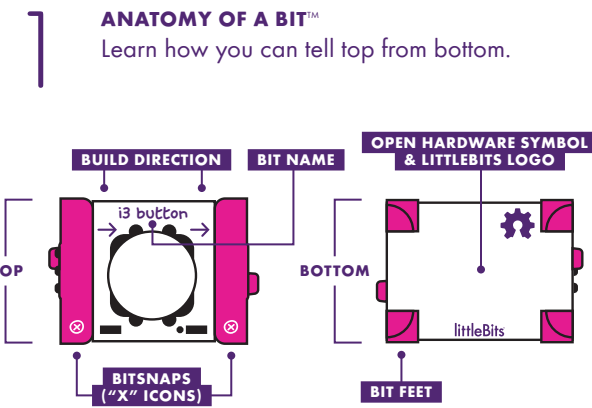 1
ANATOMY OF A BIT™
Learn how you can tell top from bottom.
BUILD DIRECTION
BIT NAME
OPEN HARDWARE SYMBOL
& LITTLEBITS LOGO
i3 button
OP
BOTTOM
littleBits
BITSNAPS
(“X” ICONS)
BIT FEET